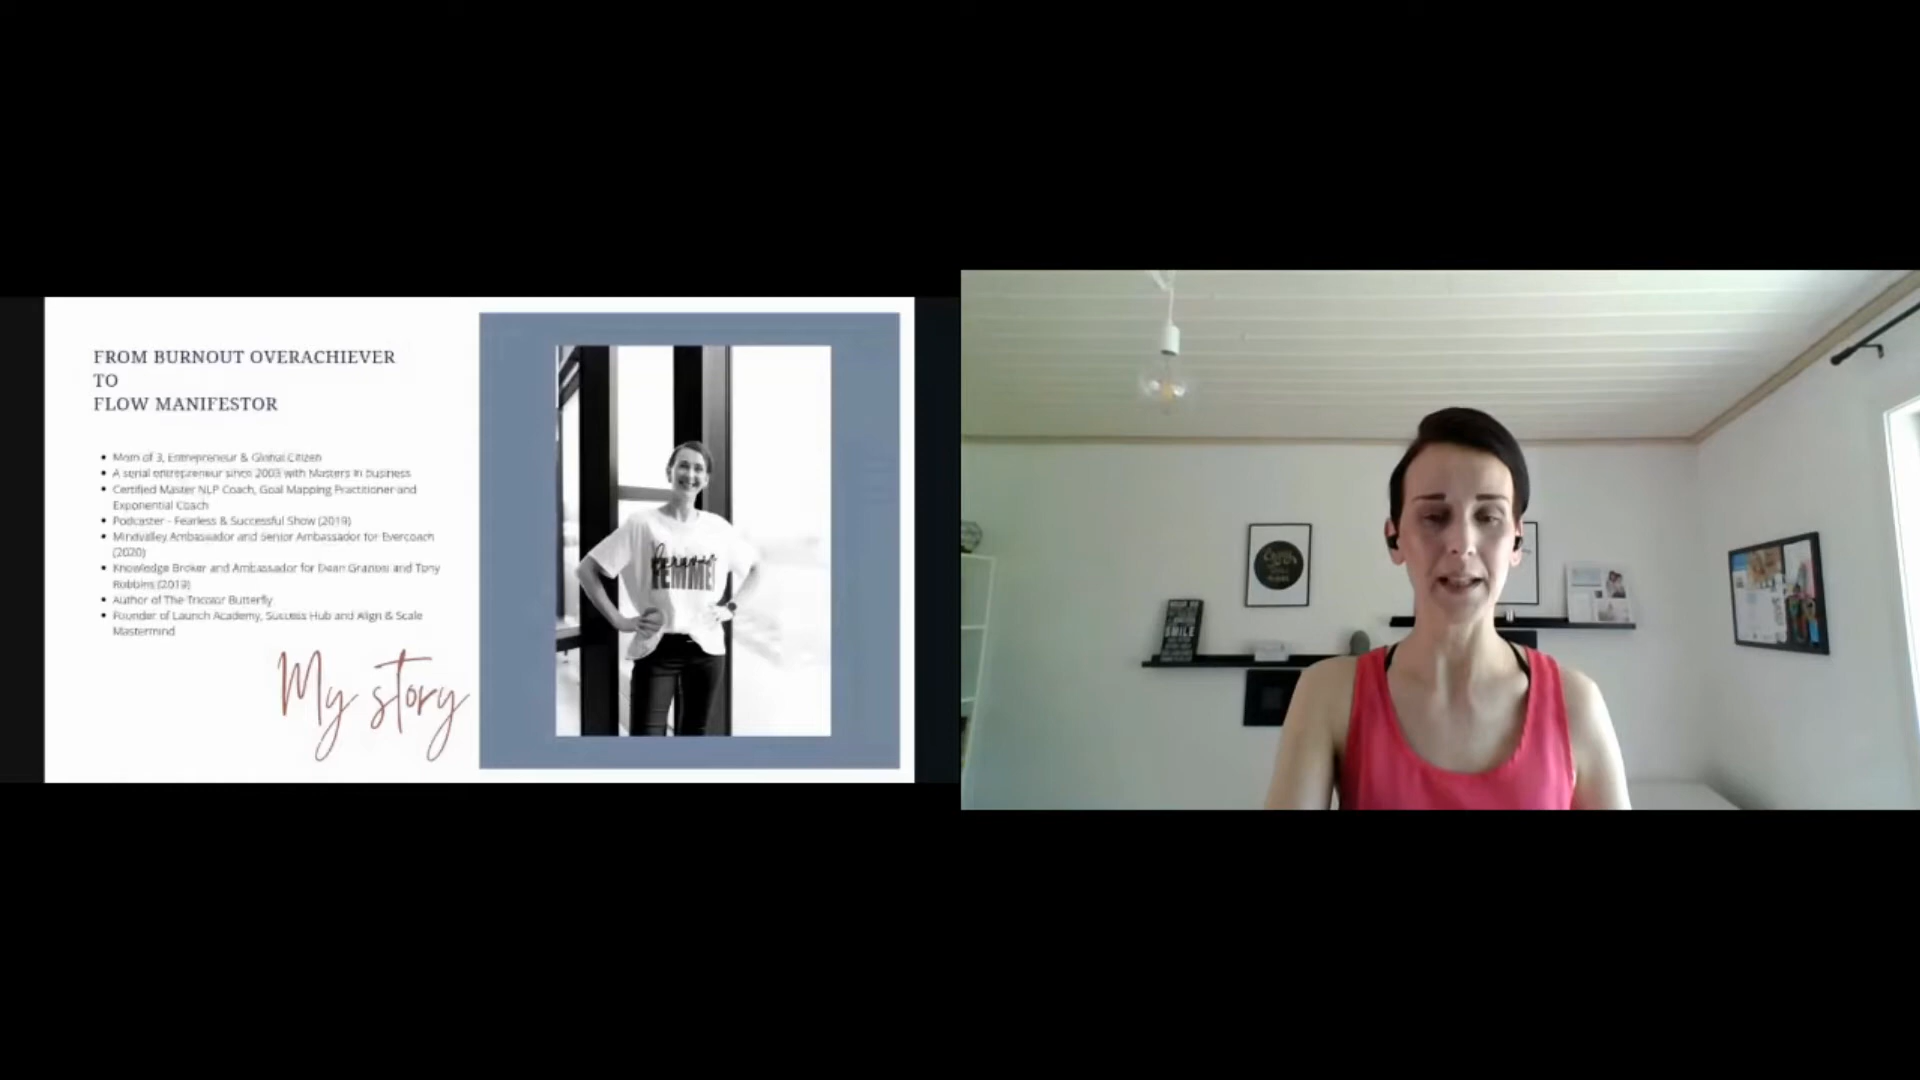 FROM BURNOUT OVERACHIEVER
TO
FLOW MANIFESTOR
Mom of 3, Entrepreneur & Global Citizen
A serial entrepreneur since 2003 with Masters in business
Certified Master NLP Coach, Goal Mapping Practitioner and
Exponential Coach
Podcaster - Fearless & Successful Show (2019)
Mindvalley Ambassador and Senior Ambassador for Evercoach
(2020)
Knowledge Broker and Ambassador for Dean Graziosi and Tony
Robbins (2019)
Author of The Tricolor Butterfly
Founder of Launch Academy, Success Hub and Align & Scale
Mastermind
My story
FEMME
SMILE